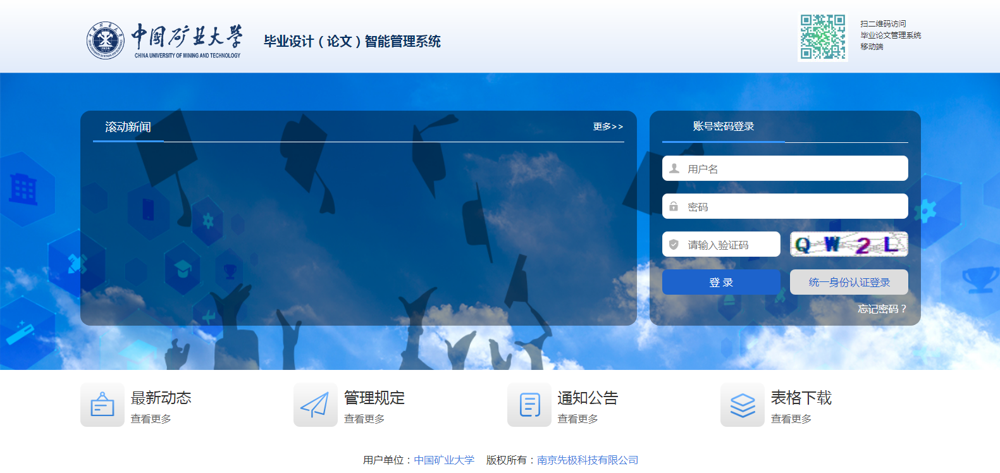 中国矿业大学
CHINA UNIVERSITY OF MINING AND TECHNOLOGY
毕业设计（论文）智能管理系统
扫二维码访问
毕业论文管理系统
移动端
滚动新闻
更多>>
账号密码登录
用户名
密码
请输入验证码
QW2L
登 录
统一身份认证登录
忘记密码？
最新动态
查看更多
管理规定
查看更多
通知公告
查看更多
表格下载
查看更多
用户单位：中国矿业大学 版权所有：南京先极科技有限公司